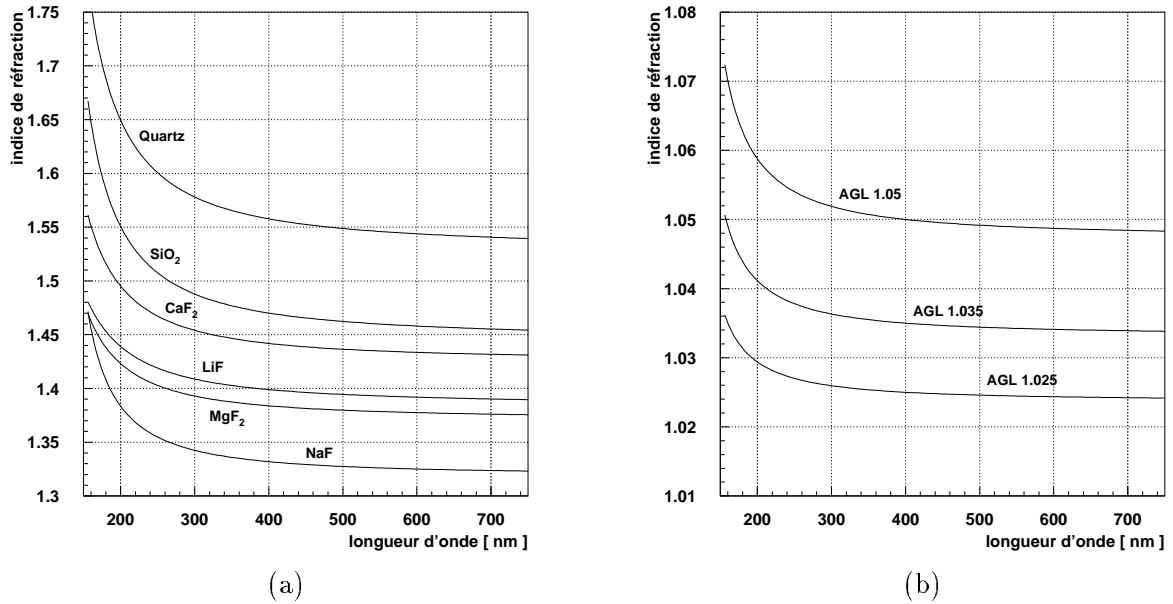 indice de réfraction
1.75
1.7
1.65
1.6
1.55
1.5
1.45
1.4
1.35
1.3
Quartz
SiO2
CaF2
LiF
MgF2
NaF
200 300 400 500 600 700
longueur d'onde [ nm ]
(a)
indice de réfraction
1.08
1.07
1.06
1.05
1.04
1.03
1.02
1.01
AGL 1.05
AGL 1.035
AGL 1.025
200 300 400 500 600 700
longueur d'onde [ nm ]
(b)